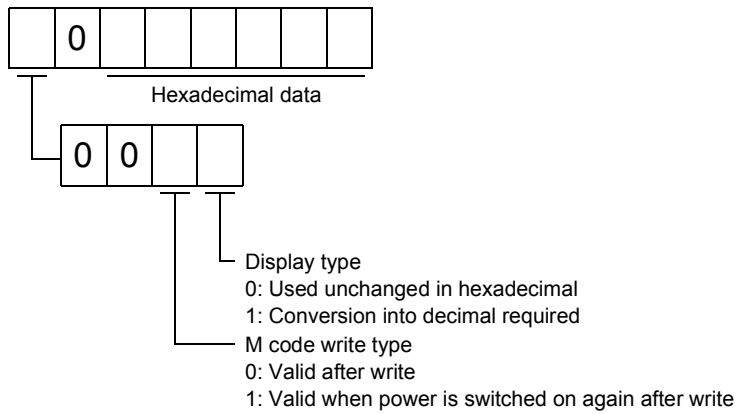 0
Hexadecimal data
0 0
Display type
0: Used unchanged in hexadecimal
1: Conversion into decimal required
M code write type
0: Valid after write
1: Valid when power is switched on again after write